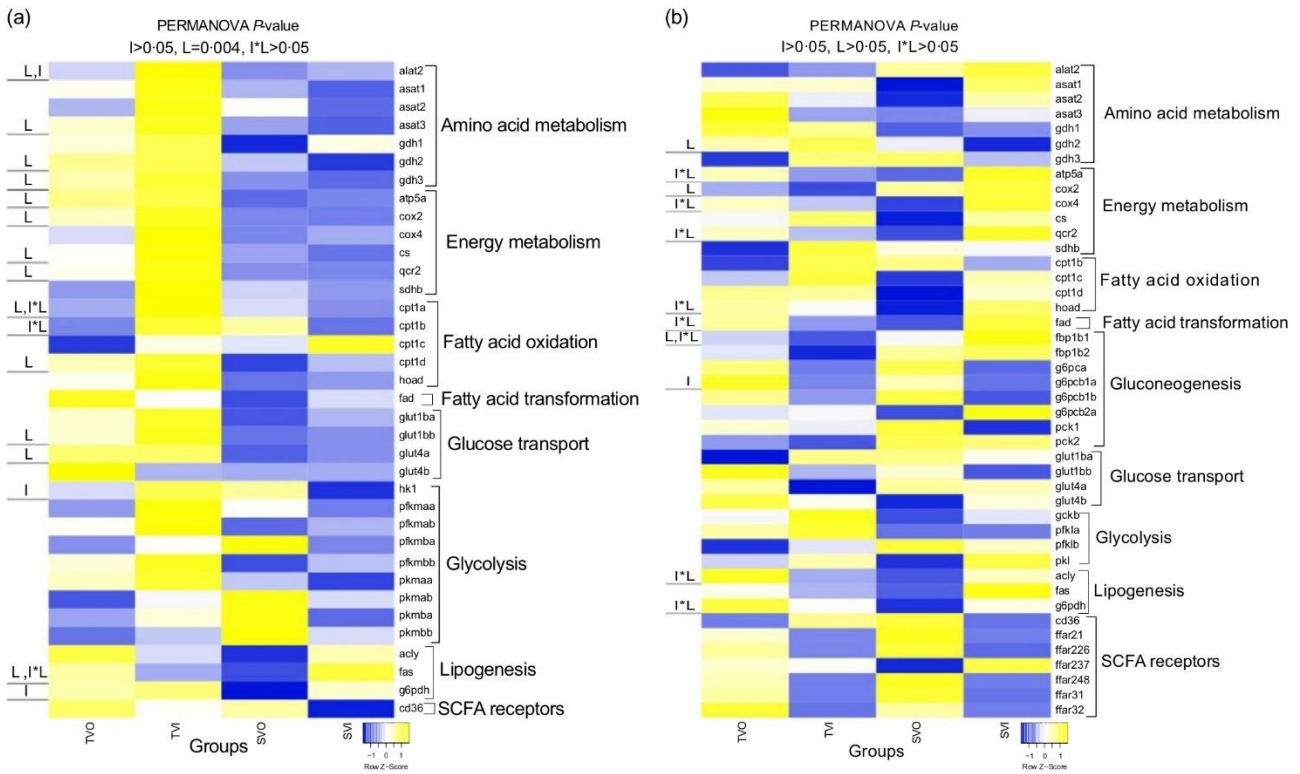 (a)
PERMANOVA P-value
I>0·05, L=0·004, I*L>0·05
L,I
L
L
L
L
L
L
L
L,I*L
I*L
L
L
L
I
L,I*L
I
alat2
asat1
asat2
asat3
gdh1
gdh2
gdh3
atp5a
cox2
cox4
cs
qcr2
sdhb
cpt1a
cpt1b
cpt1c
cpt1d
hoad
fad
glut1ba
glut1bb
glut4a
glut4b
hk1
pfkmaa
pfkmab
pfkmba
pfkmbb
pkmaa
pkmab
pkmba
pkmbb
acly
fas
g6pdh
cd36
Amino acid metabolism
Energy metabolism
Fatty acid oxidation
Fatty acid transformation
Glucose transport
Glycolysis
Lipogenesis
SCFA receptors
TVO
TVI
SVO
SVI
Groups
-1 0 1
Row Z-Score
(b)
PERMANOVA P-value
I>0·05, L>0·05, I*L>0·05
L
I*L
L
I*L
I*L
I*L
I*L
L,I*L
I
I*L
I*L
alat2
asat1
asat2
asat3
gdh1
gdh2
gdh3
atp5a
cox2
cox4
cs
qcr2
sdhb
cpt1b
cpt1c
cpt1d
hoad
fad
fbp1b1
fbp1b2
g6pca
g6pcb1a
g6pcb1b
g6pcb2a
pck1
pck2
glut1ba
glut1bb
glut4a
glut4b
gckb
pfkla
pfklb
pkl
acly
fas
g6pdh
cd36
ffar21
ffar226
ffar237
ffar248
ffar31
ffar32
Amino acid metabolism
Energy metabolism
Fatty acid oxidation
Fatty acid transformation
Gluconeogenesis
Glucose transport
Glycolysis
Lipogenesis
SCFA receptors
TVO
TVI
SVO
SVI
Groups
-1 0 1
Row Z-Score